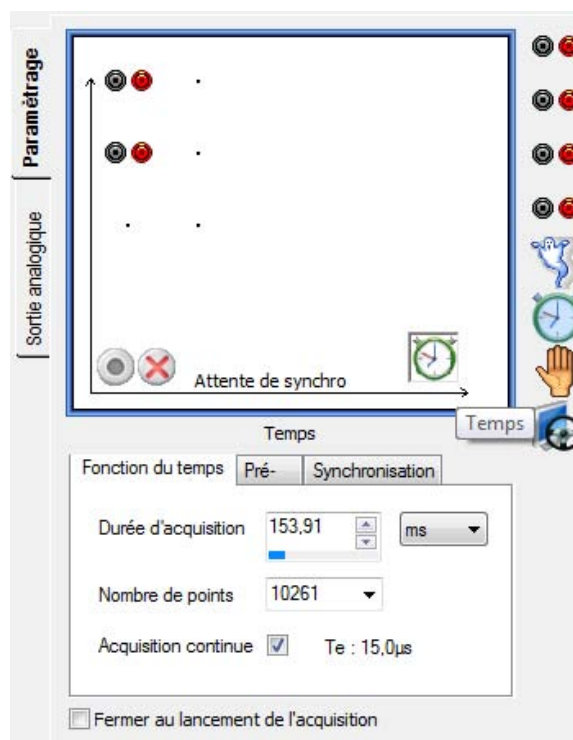 Paramètrage
Sortie analogique
Attente de synchro
Temps
Temps
Fonction du temps
Pré-
Synchronisation
Durée d'acquisition
153,91
ms
Nombre de points
10261
Acquisition continue
Te : 15,0µs
Fermer au lancement de l'acquisition